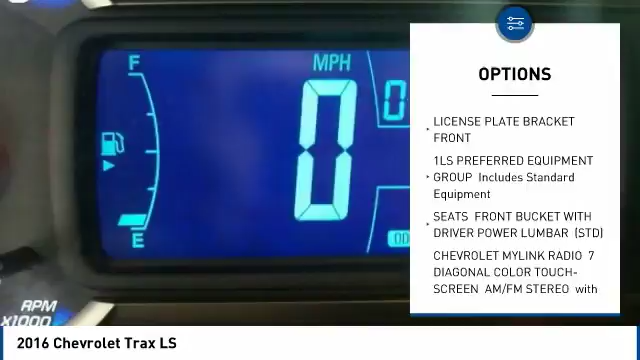 F
MPH
0
0
E
OD
RPM
X1000
OPTIONS
LICENSE PLATE BRACKET
FRONT
1LS PREFERRED EQUIPMENT
GROUP Includes Standard
Equipment
SEATS FRONT BUCKET WITH
DRIVER POWER LUMBAR (STD)
CHEVROLET MYLINK RADIO 7
DIAGONAL COLOR TOUCH-
SCREEN AM/FM STEREO with
2016 Chevrolet Trax LS